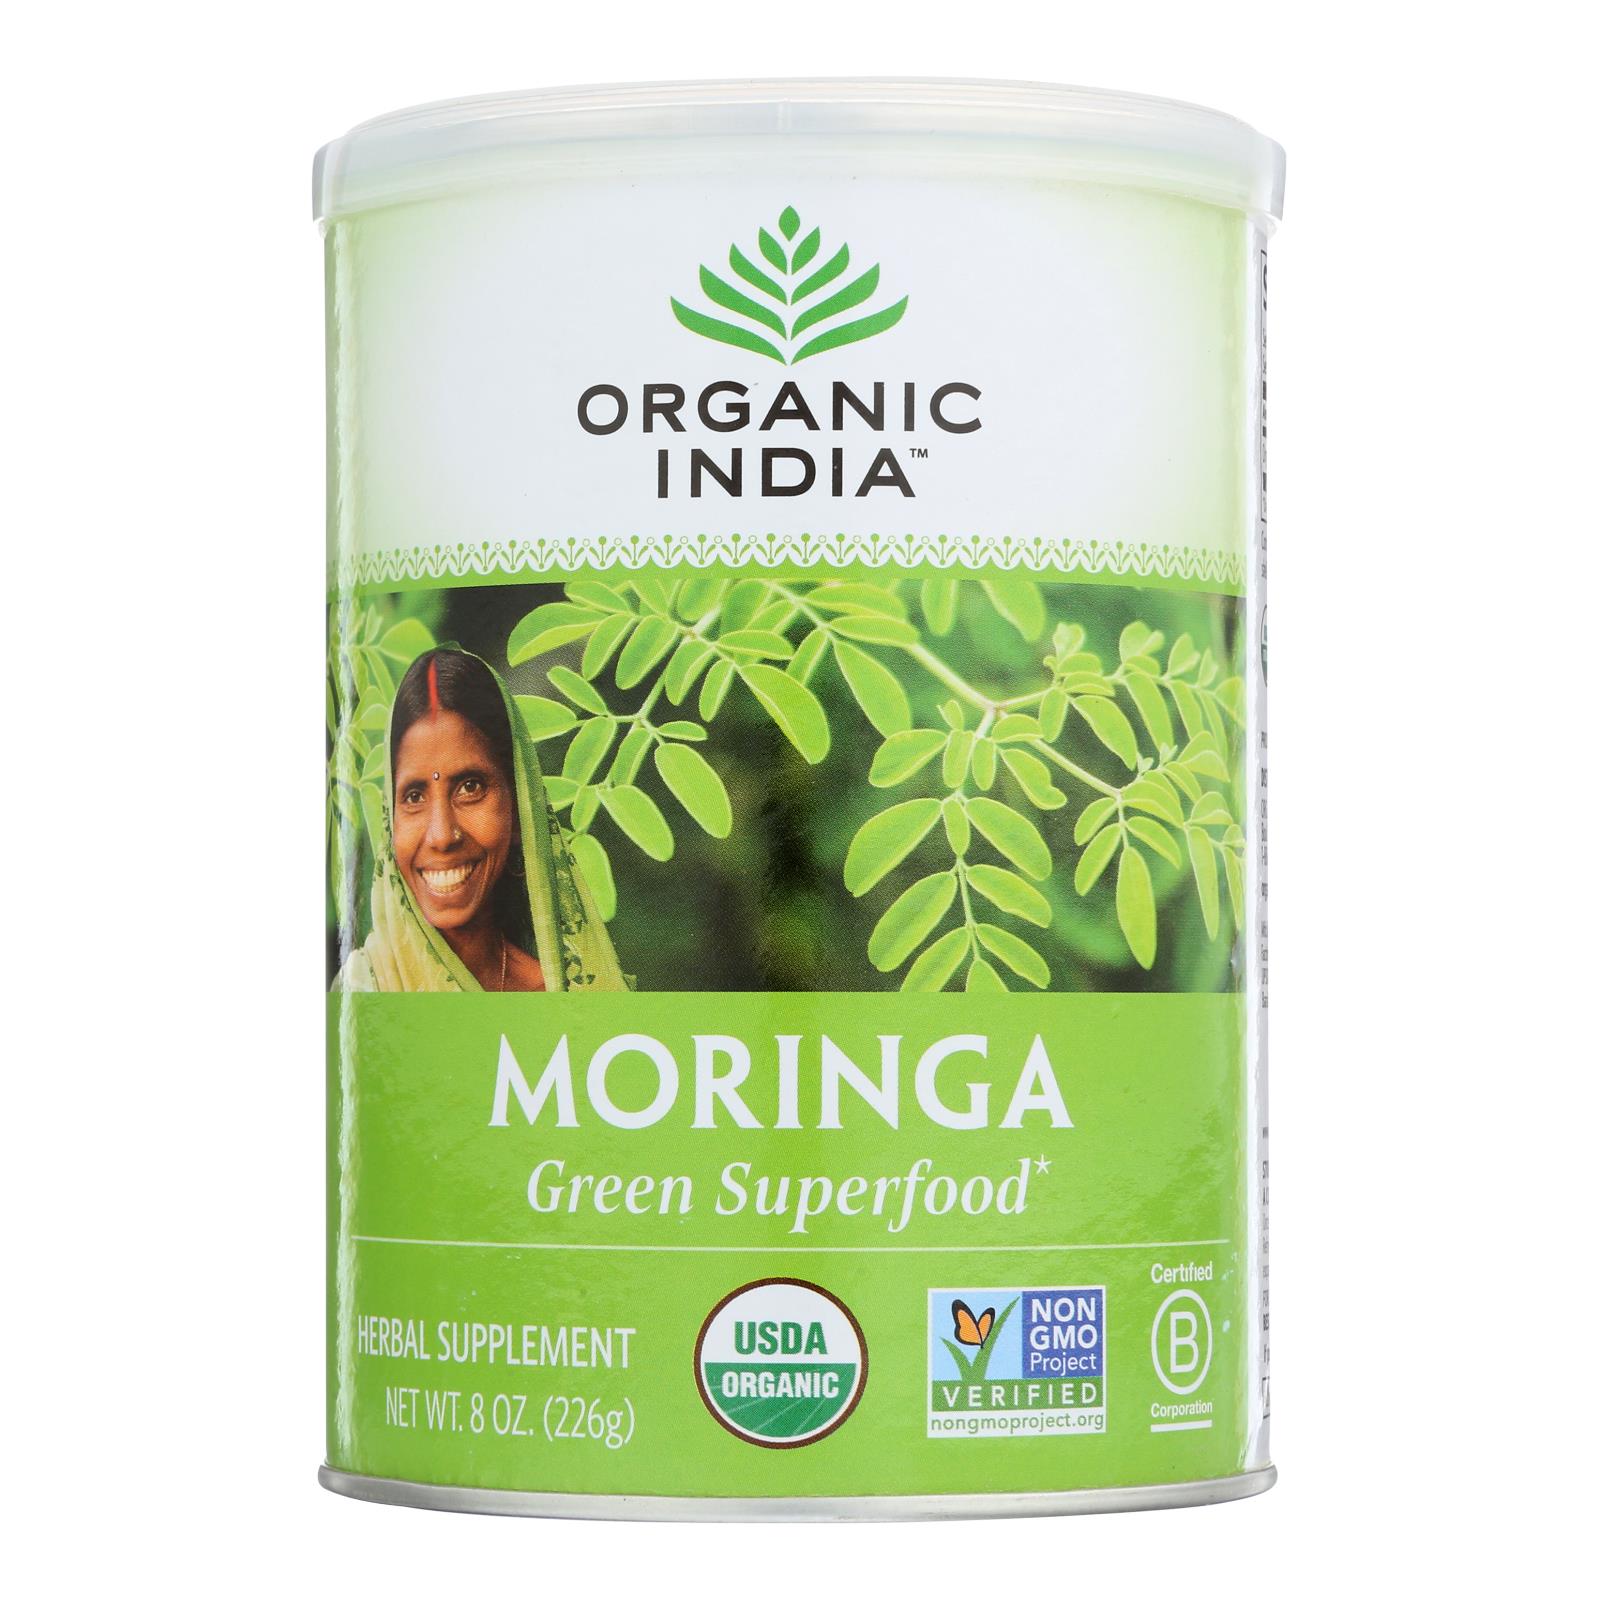 ORGANIC
INDIA™
MORINGA
Green Superfood*
HERBAL SUPPLEMENT
NET WT. 8 OZ. (226g)
USDA
ORGANIC
NON
GMO
Project
VERIFIED
nongmoproject.org
Certified
B
Corporation